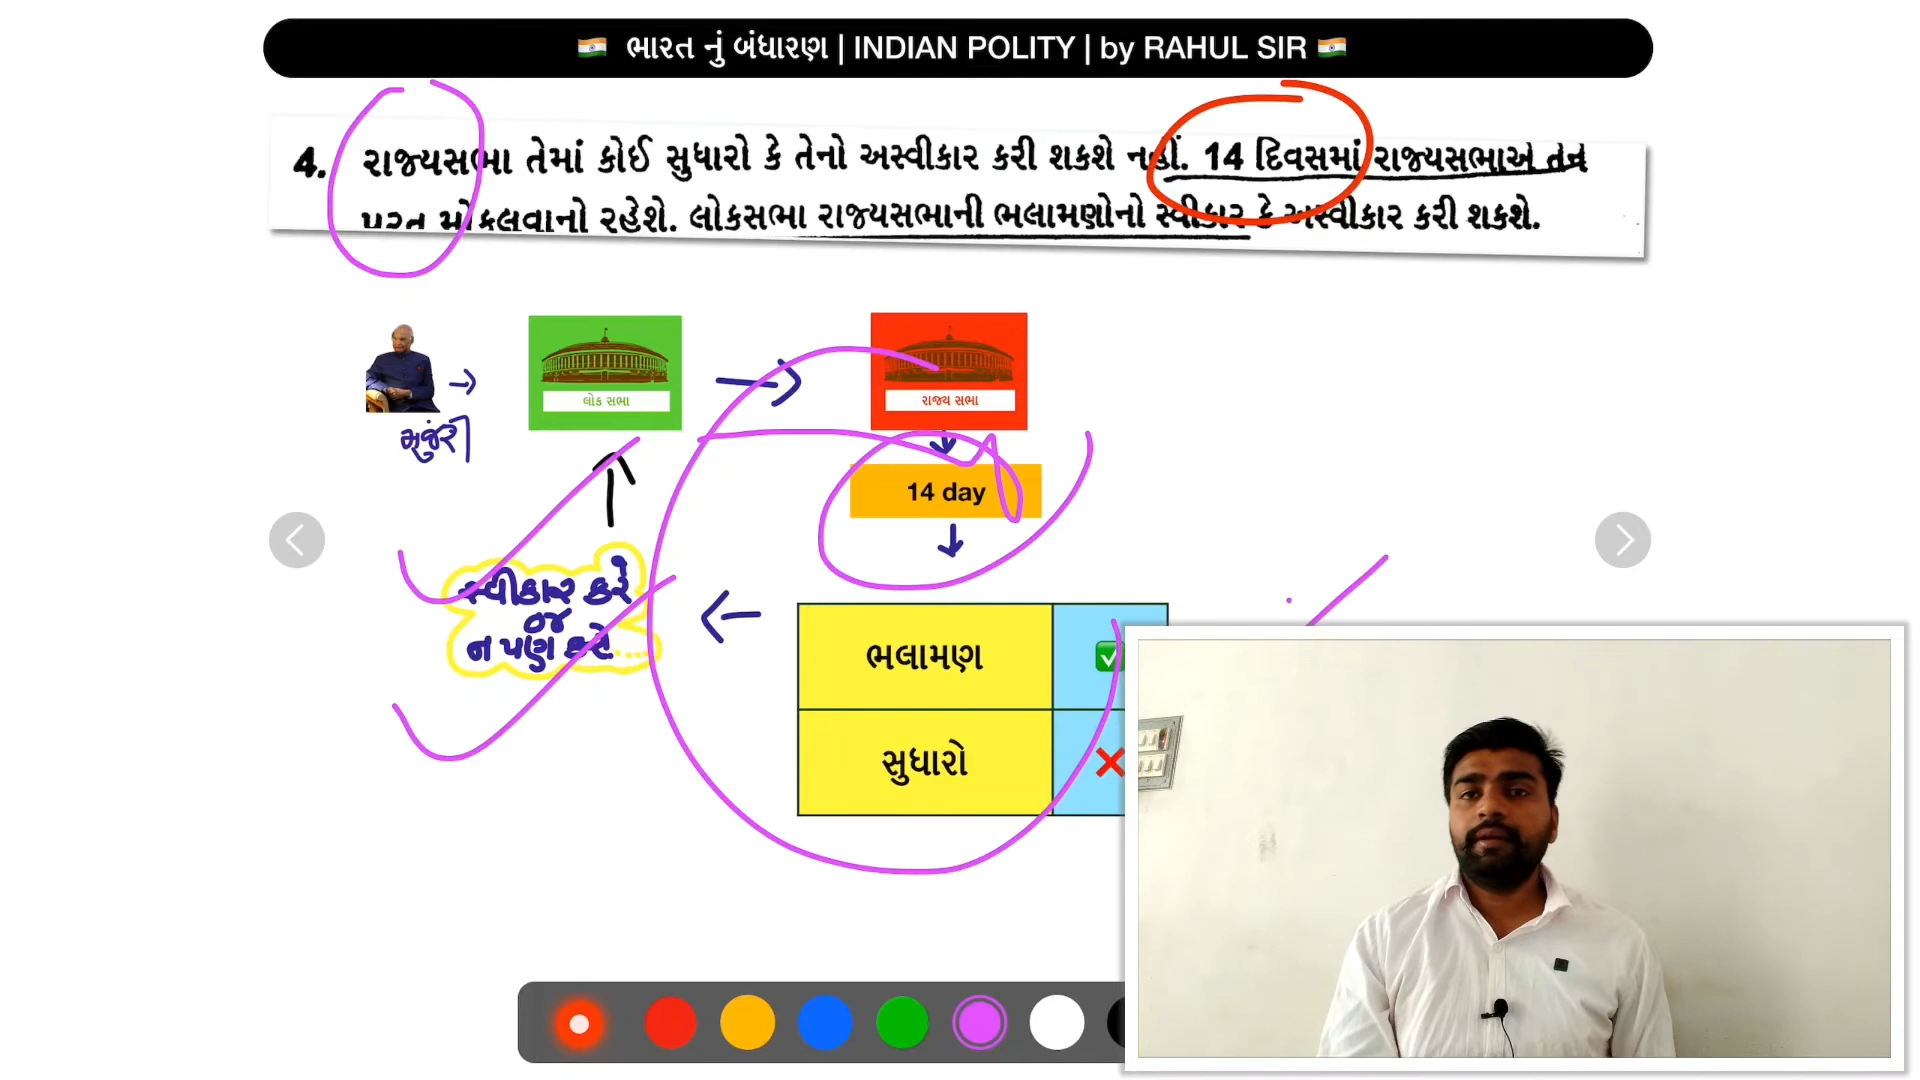 ભારત નું બંધારણ | INDIAN POLITY | by RAHUL SIR
4. રાજ્યસભા તેમાં કોઈ સુધારો કે તેનો અસ્વીકાર કરી શકશે નહીં. 14 દિવસમાં રાજ્યસભાએ તેને
પરત મોકલવાનો રહેશે. લોકસભા રાજ્યસભાની ભલામણોનો સ્વીકાર કે અસ્વીકાર કરી શકશે.
લોક સભા
રાજ્ય સભા
મંજૂરી
14 day
સ્વીકાર કરે
ન પણ કરે....
ભલામણ
સુધારો